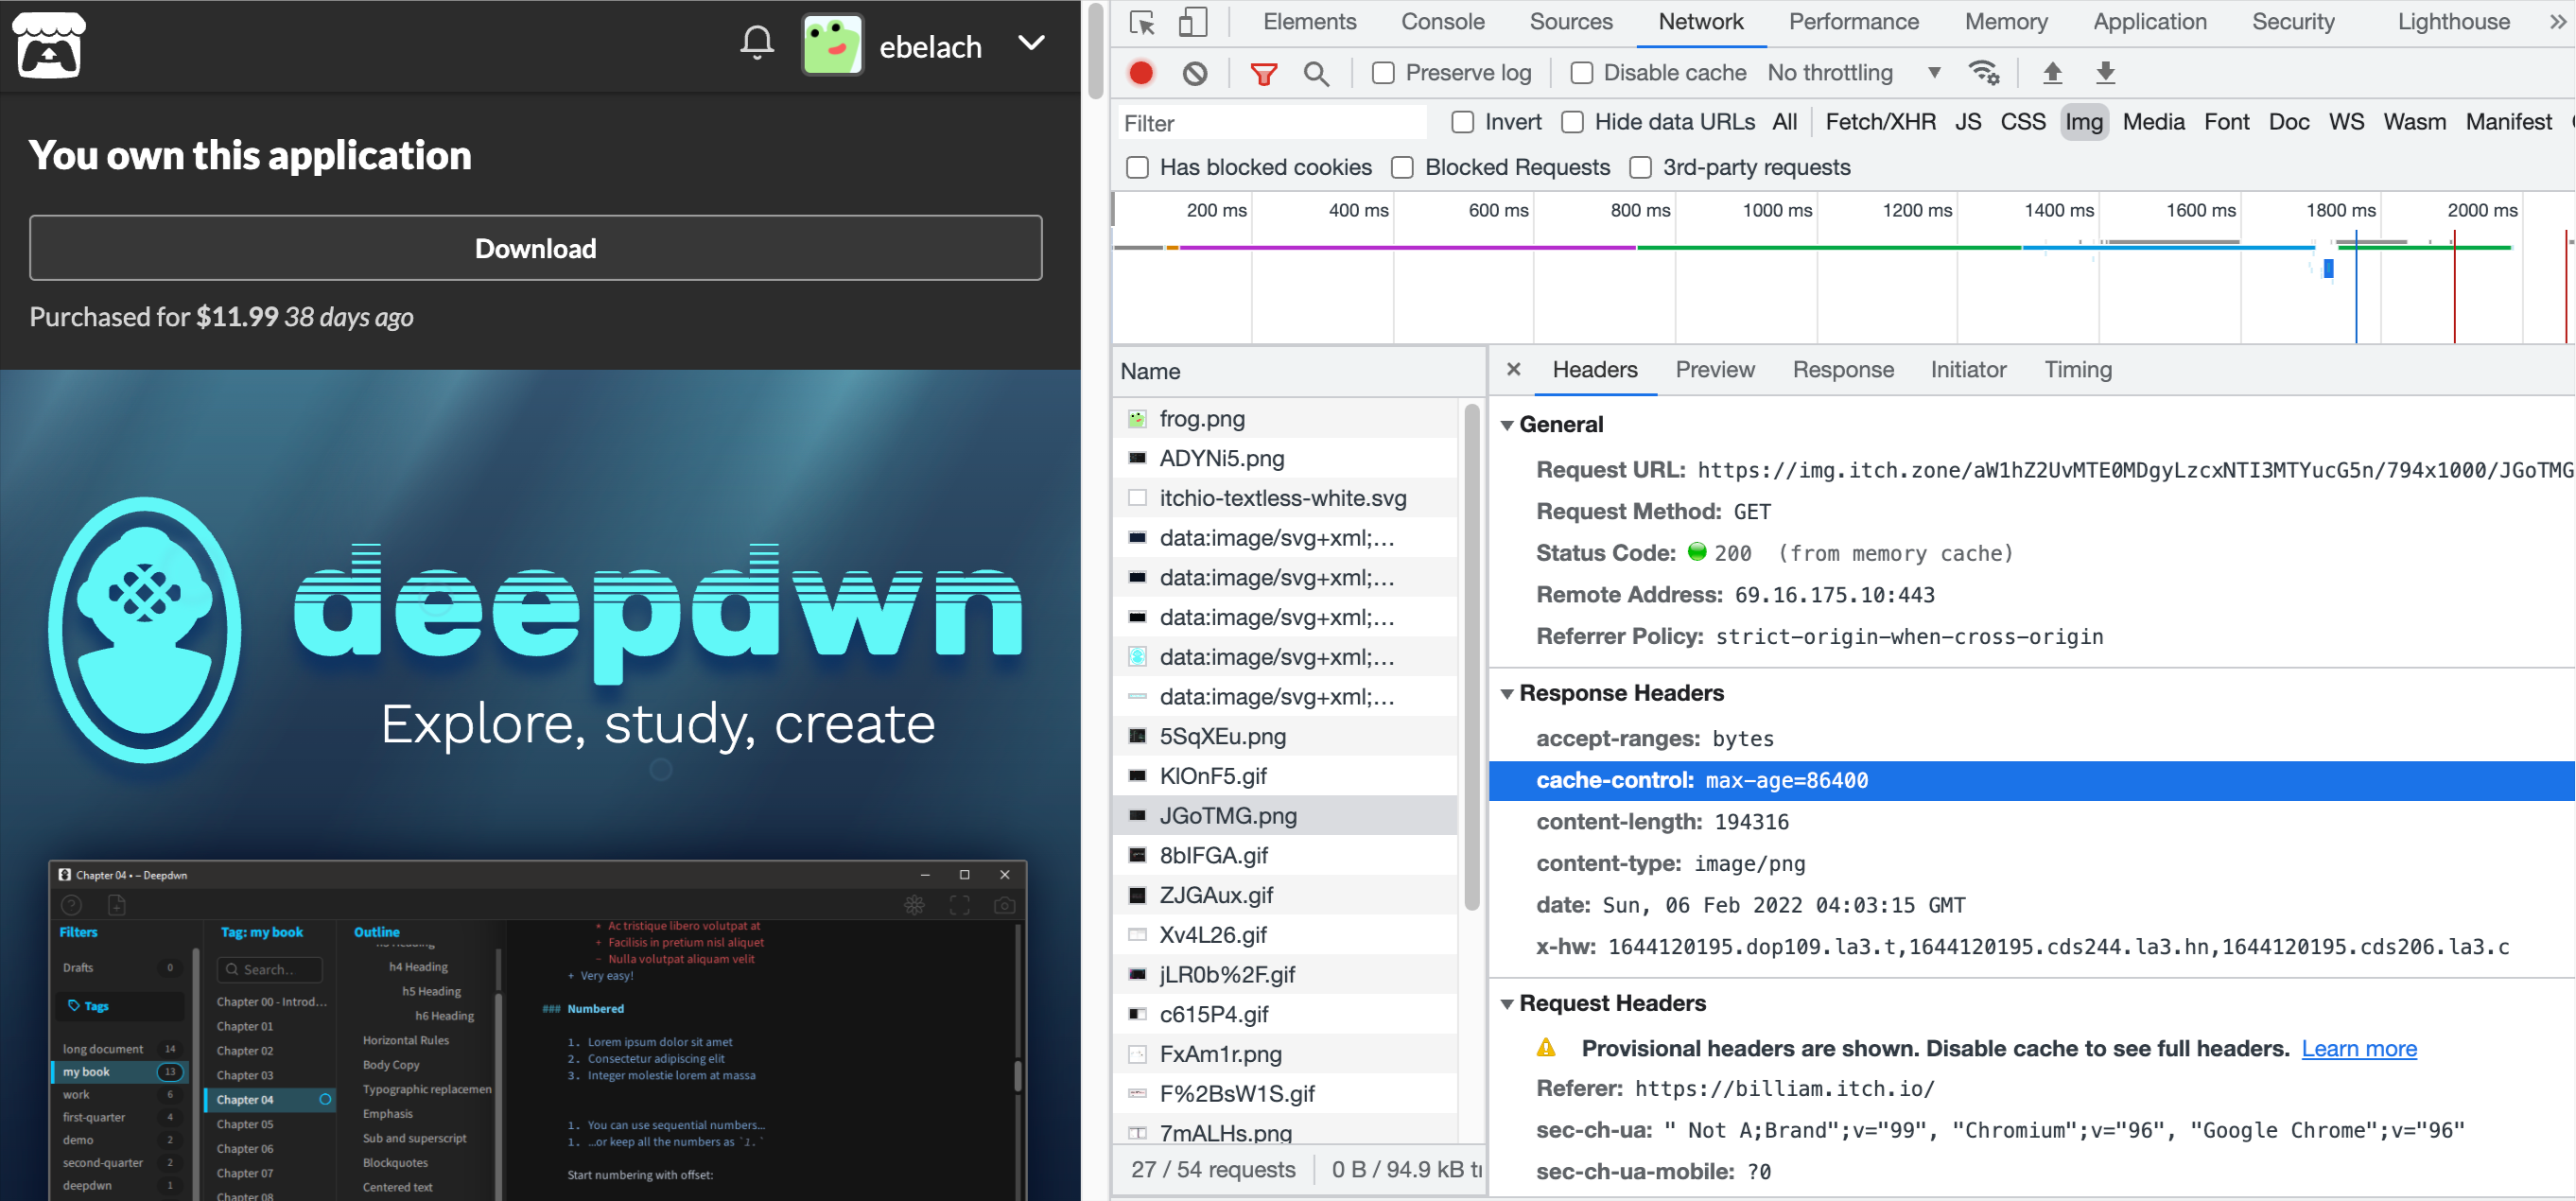 ebelach
You own this application
Download
Purchased for $11.99 38 days ago
deepdwn
Explore, study, create
Chapter 04 • – Deepdwn
Filters
Drafts 0
Tags
long document 14
my book 13
work 6
first-quarter 4
demo 2
second-quarter 2
deepdwn 1
Tag: my book
Search..
Chapter 00 - Introd...
Chapter 01
Chapter 02
Chapter 03
Chapter 04
Chapter 05
Chapter 06
Chapter 07
Chapter 08
Outline
h4 Heading
h5 Heading
h6 Heading
Horizontal Rules
Body Copy
Typographic replacemen
Emphasis
Sub and superscript
Blockquotes
Centered text
* Ac tristique libero volutpat at
+ Facilisis in pretium nisl aliquet
- Nulla volutpat aliquam velit
+ Very easy!
### Numbered
1. Lorem ipsum dolor sit amet
2. Consectetur adipiscing elit
3. Integer molestie lorem at massa
1. You can use sequential numbers...
1. ...or keep all the numbers as `1.`
Start numbering with offset:
Elements Console Sources Network Performance Memory Application Security Lighthouse »
Preserve log Disable cache No throttling
Filter Invert Hide data URLs All Fetch/XHR JS CSS Img Media Font Doc WS Wasm Manifest
Has blocked cookies Blocked Requests 3rd-party requests
200 ms 400 ms 600 ms 800 ms 1000 ms 1200 ms 1400 ms 1600 ms 1800 ms 2000 ms
Name
frog.png
ADYNi5.png
itchio-textless-white.svg
data:image/svg+xml;...
data:image/svg+xml;...
data:image/svg+xml;...
data:image/svg+xml;...
data:image/svg+xml;...
5SqXEu.png
KlOnF5.gif
JGoTMG.png
8bIFGA.gif
ZJGAux.gif
Xv4L26.gif
jLR0b%2F.gif
c615P4.gif
FxAm1r.png
F%2BsW1S.gif
7mALHs.png
27 / 54 requests 0 B / 94.9 kB
× Headers Preview Response Initiator Timing
General
Request URL: https://img.itch.zone/aW1hZ2UvMTE0MDgyLzcxNTI3MTYucG5n/794x1000/JGoTMG
Request Method: GET
Status Code: 200 (from memory cache)
Remote Address: 69.16.175.10:443
Referrer Policy: strict-origin-when-cross-origin
Response Headers
accept-ranges: bytes
cache-control: max-age=86400
content-length: 194316
content-type: image/png
date: Sun, 06 Feb 2022 04:03:15 GMT
x-hw: 1644120195.dop109.la3.t,1644120195.cds244.la3.hn,1644120195.cds206.la3.c
Request Headers
Provisional headers are shown. Disable cache to see full headers. Learn more
Referer: https://billiam.itch.io/
sec-ch-ua: " Not A;Brand";v="99", "Chromium";v="96", "Google Chrome";v="96"
sec-ch-ua-mobile: ?0